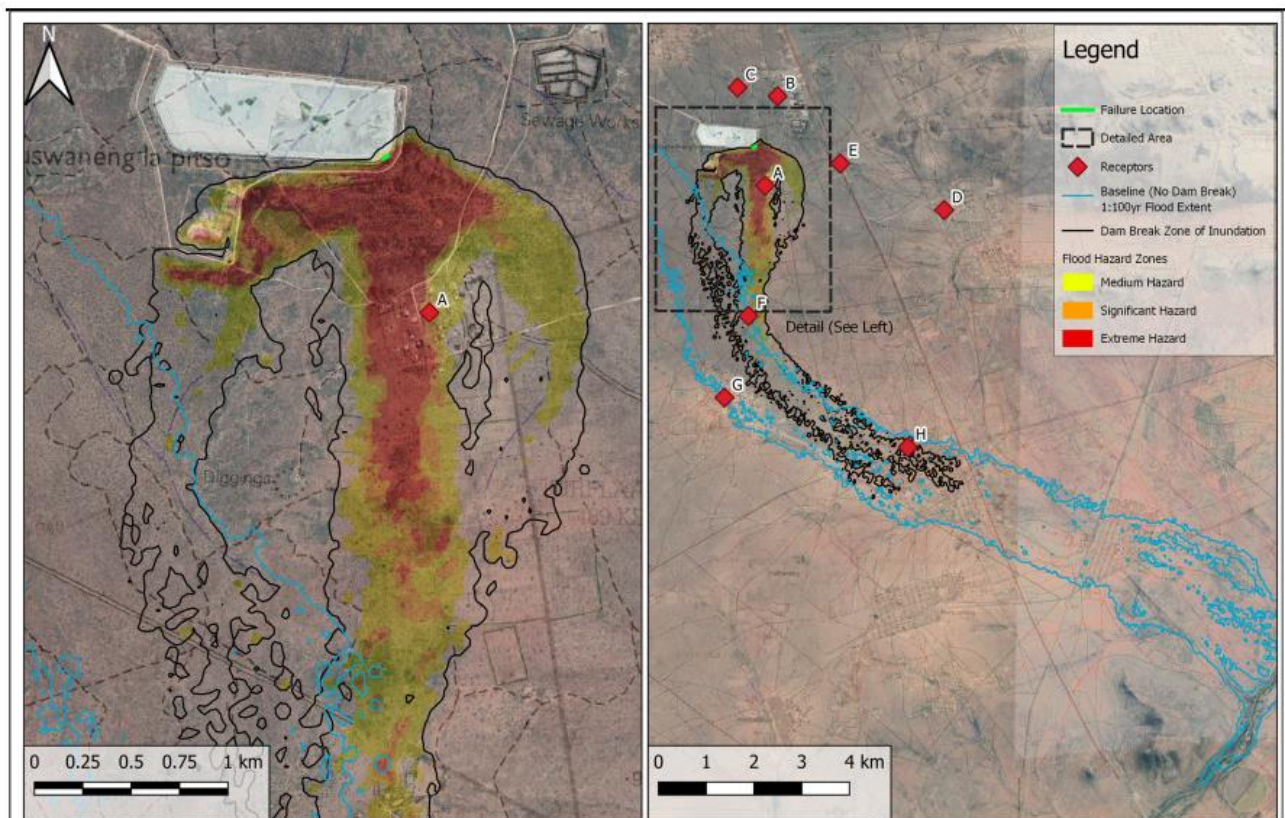 N
Sewage Works
uswaneng la pitso
A
Diggings
0 0.25 0.5 0.75 1 km
C
B
E
A
D
F
Detail (See Left)
G
H
0 1 2 3 4 km
Legend
Failure Location
Detailed Area
Receptors
Baseline (No Dam Break)
1:100yr Flood Extent
Dam Break Zone of Inundation
Flood Hazard Zones
Medium Hazard
Significant Hazard
Extreme Hazard